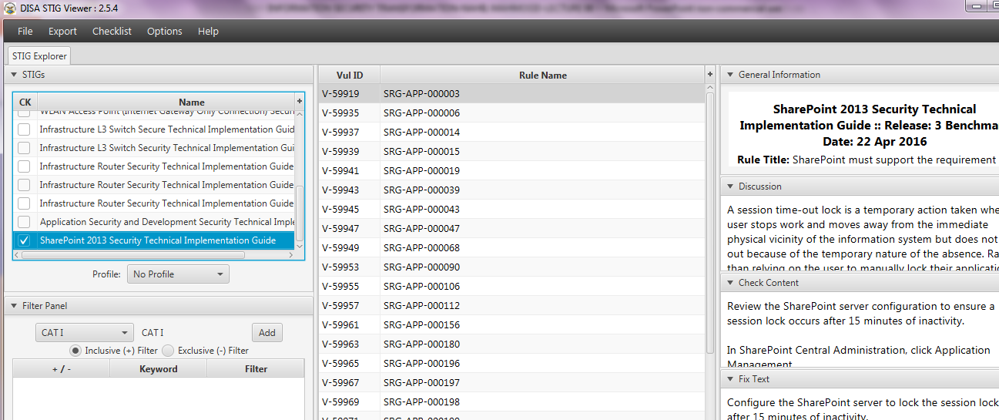 DISA STIG Viewer : 2.5.4
File Export Checklist Options Help
STIG Explorer
STIGs
CK Name +
WLAN Access Point (Internet Gateway Only Connection) Secur
Infrastructure L3 Switch Secure Technical Implementation Guid
Infrastructure L3 Switch Security Technical Implementation Gui
Infrastructure Router Security Technical Implementation Guide
Infrastructure Router Security Technical Implementation Guide
Infrastructure Router Security Technical Implementation Guide
Application Security and Development Security Technical Imple
SharePoint 2013 Security Technical Implementation Guide
Profile: No Profile
Filter Panel
CAT I CAT I Add
Inclusive (+) Filter Exclusive (-) Filter
+ / - Keyword Filter
Vul ID Rule Name +
V-59919 SRG-APP-000003
V-59935 SRG-APP-000006
V-59937 SRG-APP-000014
V-59939 SRG-APP-000015
V-59941 SRG-APP-000019
V-59943 SRG-APP-000039
V-59945 SRG-APP-000043
V-59947 SRG-APP-000047
V-59949 SRG-APP-000068
V-59953 SRG-APP-000090
V-59955 SRG-APP-000106
V-59957 SRG-APP-000112
V-59961 SRG-APP-000156
V-59963 SRG-APP-000180
V-59965 SRG-APP-000196
V-59967 SRG-APP-000197
V-59969 SRG-APP-000198
V-59971 SRG-APP-000199
General Information
SharePoint 2013 Security Technical
Implementation Guide :: Release: 3 Benchma
Date: 22 Apr 2016
Rule Title: SharePoint must support the requirement
Discussion
A session time-out lock is a temporary action taken whe
user stops work and moves away from the immediate
physical vicinity of the information system but does not
out because of the temporary nature of the absence. Ra
than relying on the user to manually lock their applicatio
Check Content
Review the SharePoint server configuration to ensure a
session lock occurs after 15 minutes of inactivity.
In SharePoint Central Administration, click Application
Management.
Fix Text
Configure the SharePoint server to lock the session lock
after 15 minutes of inactivity.